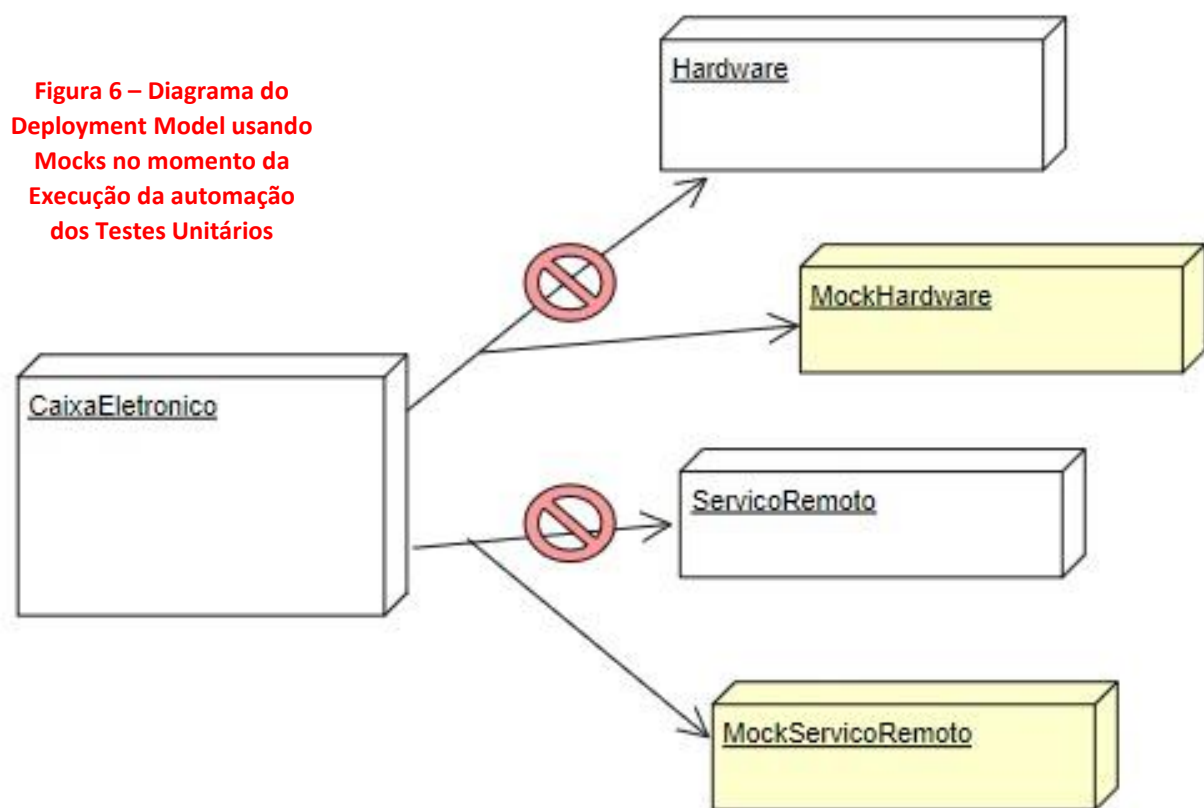 Figura 6 – Diagrama do
Deployment Model usando
Mocks no momento da
Execução da automação
dos Testes Unitários
Hardware
MockHardware
CaixaEletronico
ServicoRemoto
MockServicoRemoto